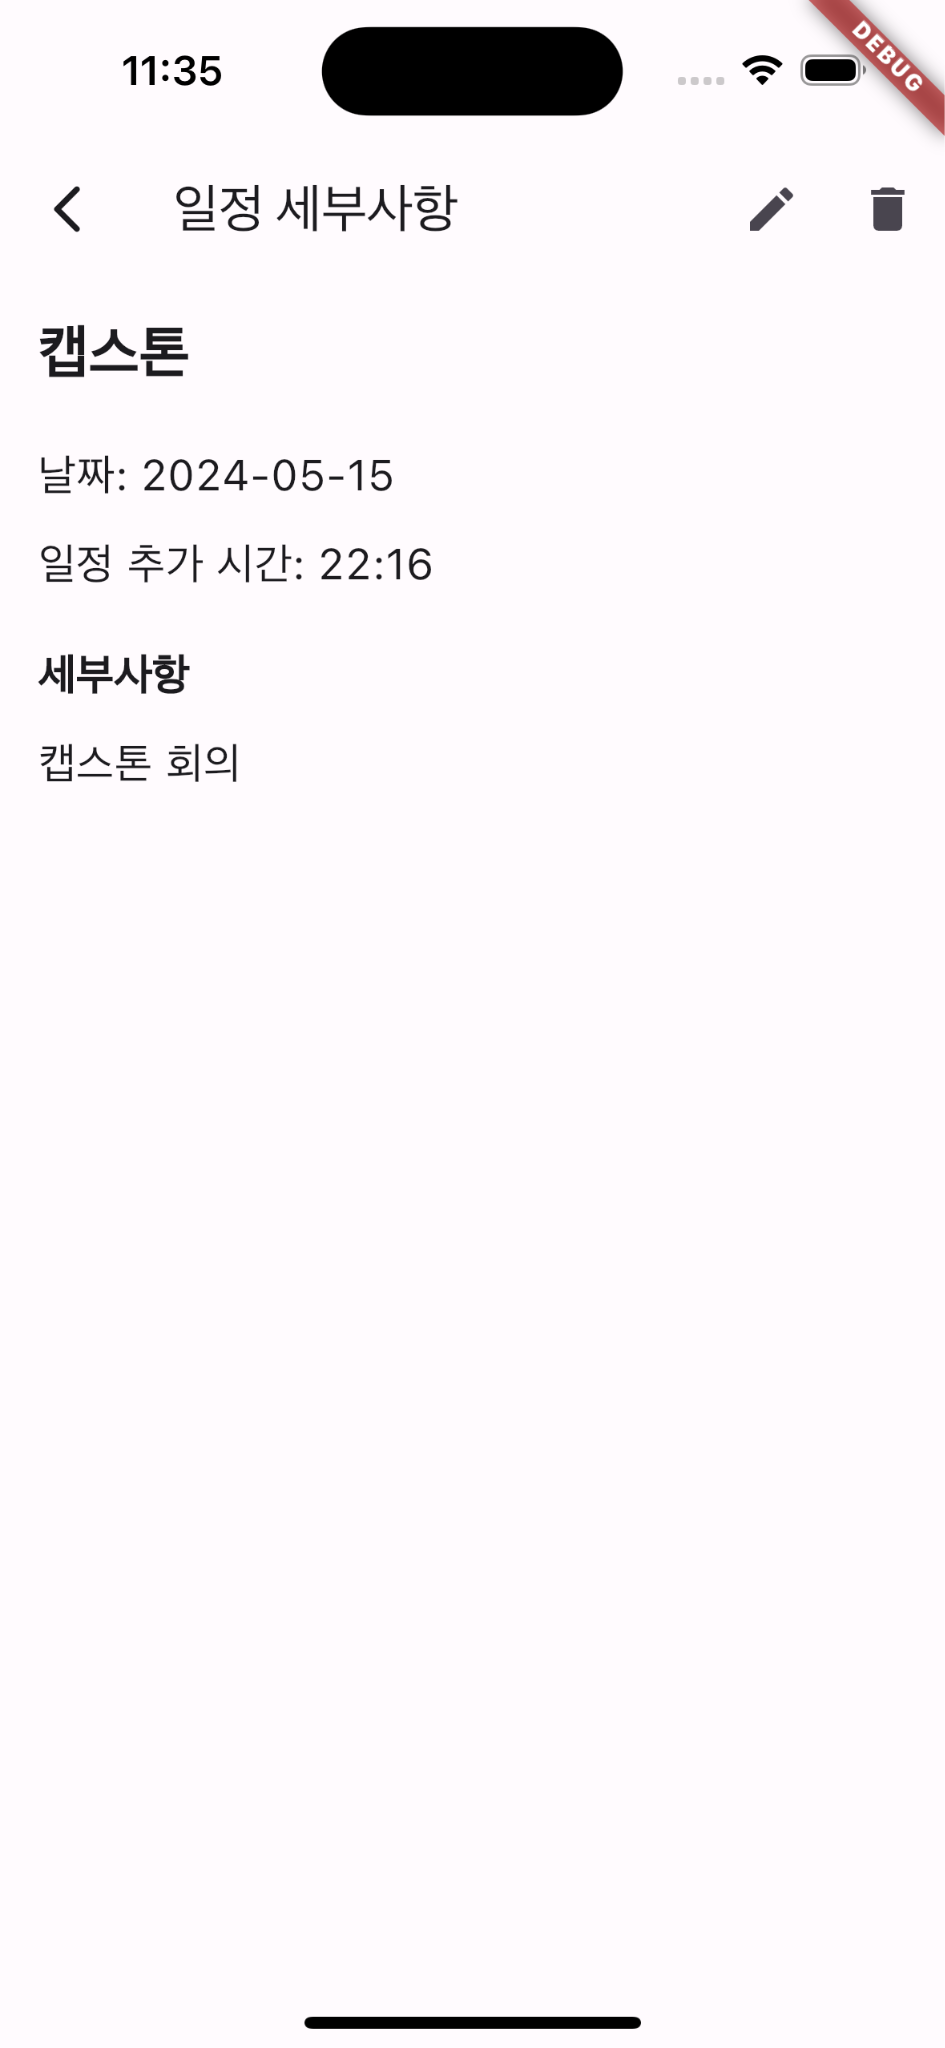 11:35
DEBUG
일정 세부사항
캡스톤
날짜: 2024-05-15
일정 추가 시간: 22:16
세부사항
캡스톤 회의